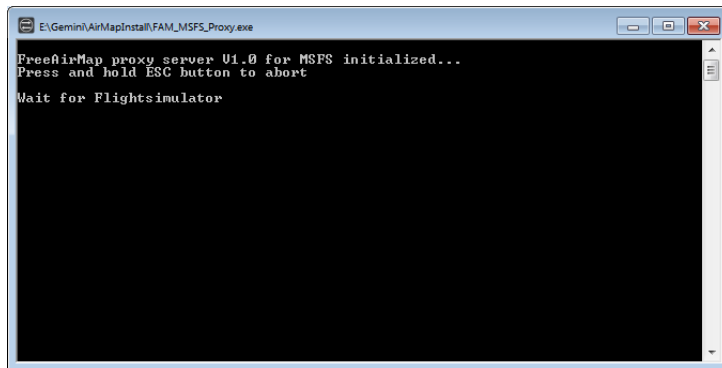 E:\Gemini\AirMapInstall\FAM_MSFS_Proxy.exe
FreeAirMap proxy server V1.0 for MSFS initialized...
Press and hold ESC button to abort
Wait for Flightsimulator